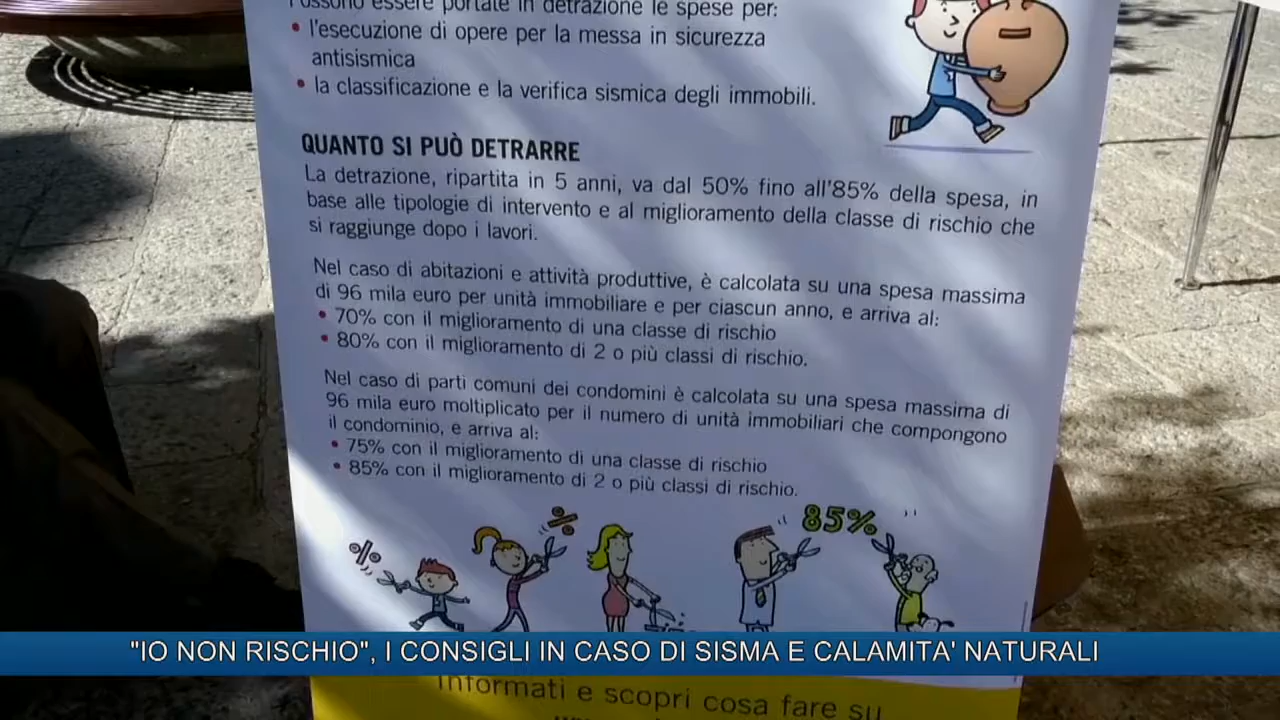 Possono essere portate in detrazione le spese per:
• l'esecuzione di opere per la messa in sicurezza
antisismica
• la classificazione e la verifica sismica degli immobili.
QUANTO SI PUÒ DETRARRE
La detrazione, ripartita in 5 anni, va dal 50% fino all'85% della spesa, in
base alle tipologie di intervento e al miglioramento della classe di rischio che
si raggiunge dopo i lavori.
Nel caso di abitazioni e attività produttive, è calcolata su una spesa massima
di 96 mila euro per unità immobiliare e per ciascun anno, e arriva al:
• 70% con il miglioramento di una classe di rischio
• 80% con il miglioramento di 2 o più classi di rischio.
Nel caso di parti comuni dei condomini è calcolata su una spesa massima di
96 mila euro moltiplicato per il numero di unità immobiliari che compongono
il condominio, e arriva al:
• 75% con il miglioramento di una classe di rischio
• 85% con il miglioramento di 2 o più classi di rischio.
% % 85%
"IO NON RISCHIO", I CONSIGLI IN CASO DI SISMA E CALAMITA' NATURALI
Informati e scopri cosa fare su